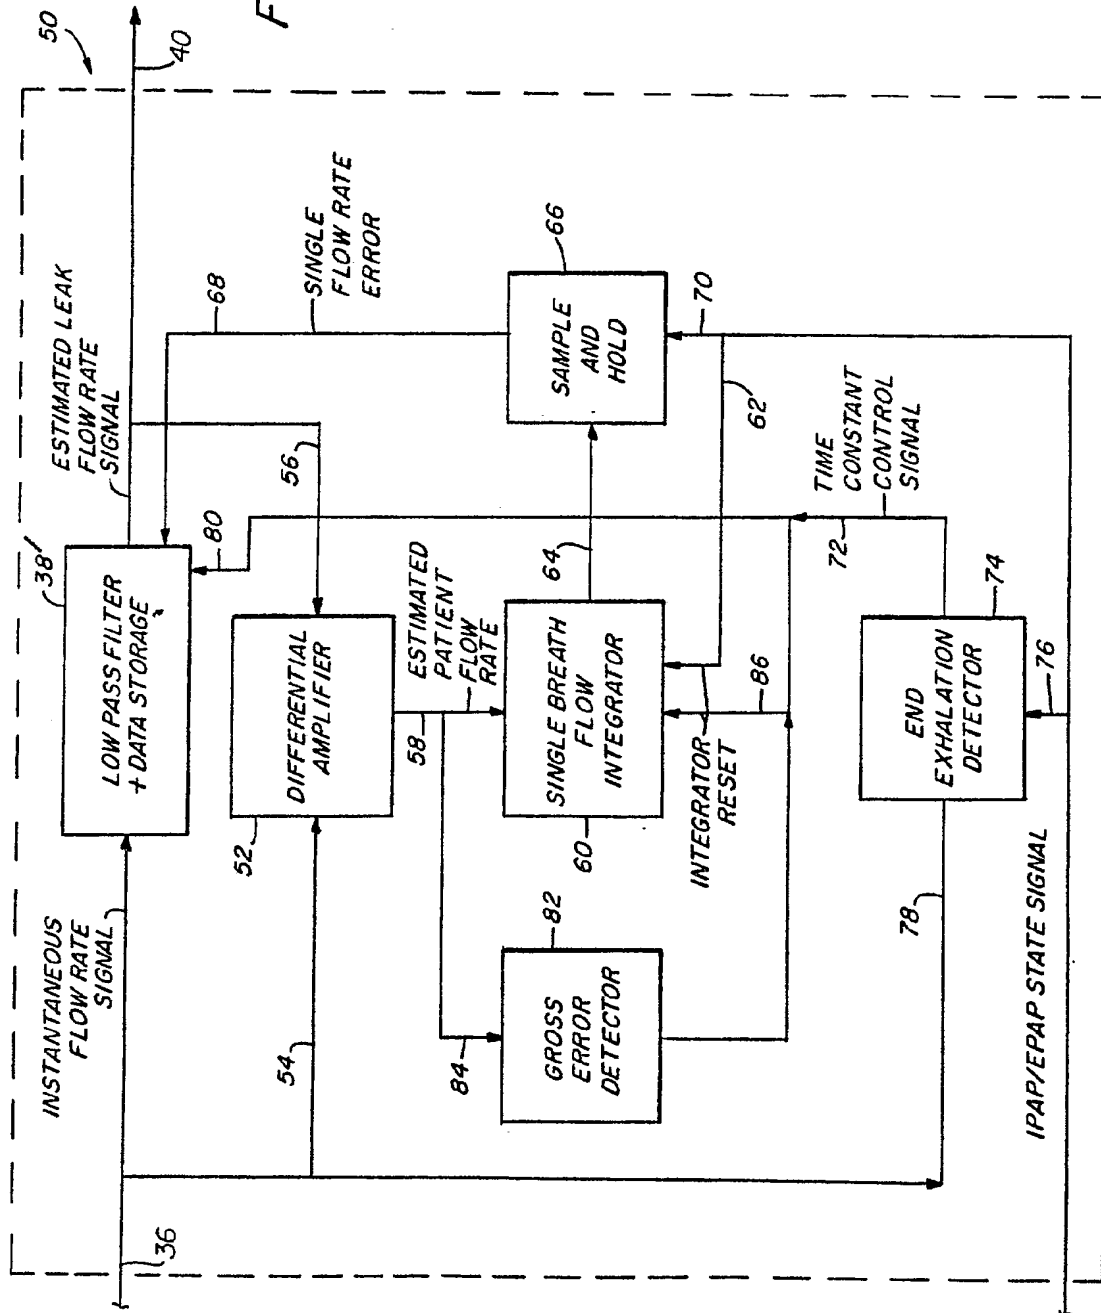 F
50
40
INSTANTANEOUS
FLOW RATE
SIGNAL
36
38'
LOW PASS FILTER
+ DATA STORAGE
ESTIMATED LEAK
FLOW RATE
SIGNAL
80
68
SINGLE
FLOW RATE
ERROR
54
52
DIFFERENTIAL
AMPLIFIER
56
58
ESTIMATED
PATIENT
FLOW
RATE
84
82
GROSS
ERROR
DETECTOR
60
SINGLE BREATH
FLOW
INTEGRATOR
64
66
SAMPLE
AND
HOLD
70
62
INTEGRATOR
RESET
86
TIME
CONSTANT
CONTROL
SIGNAL
72
78
74
END
EXHALATION
DETECTOR
76
IPAP/EPAP STATE SIGNAL